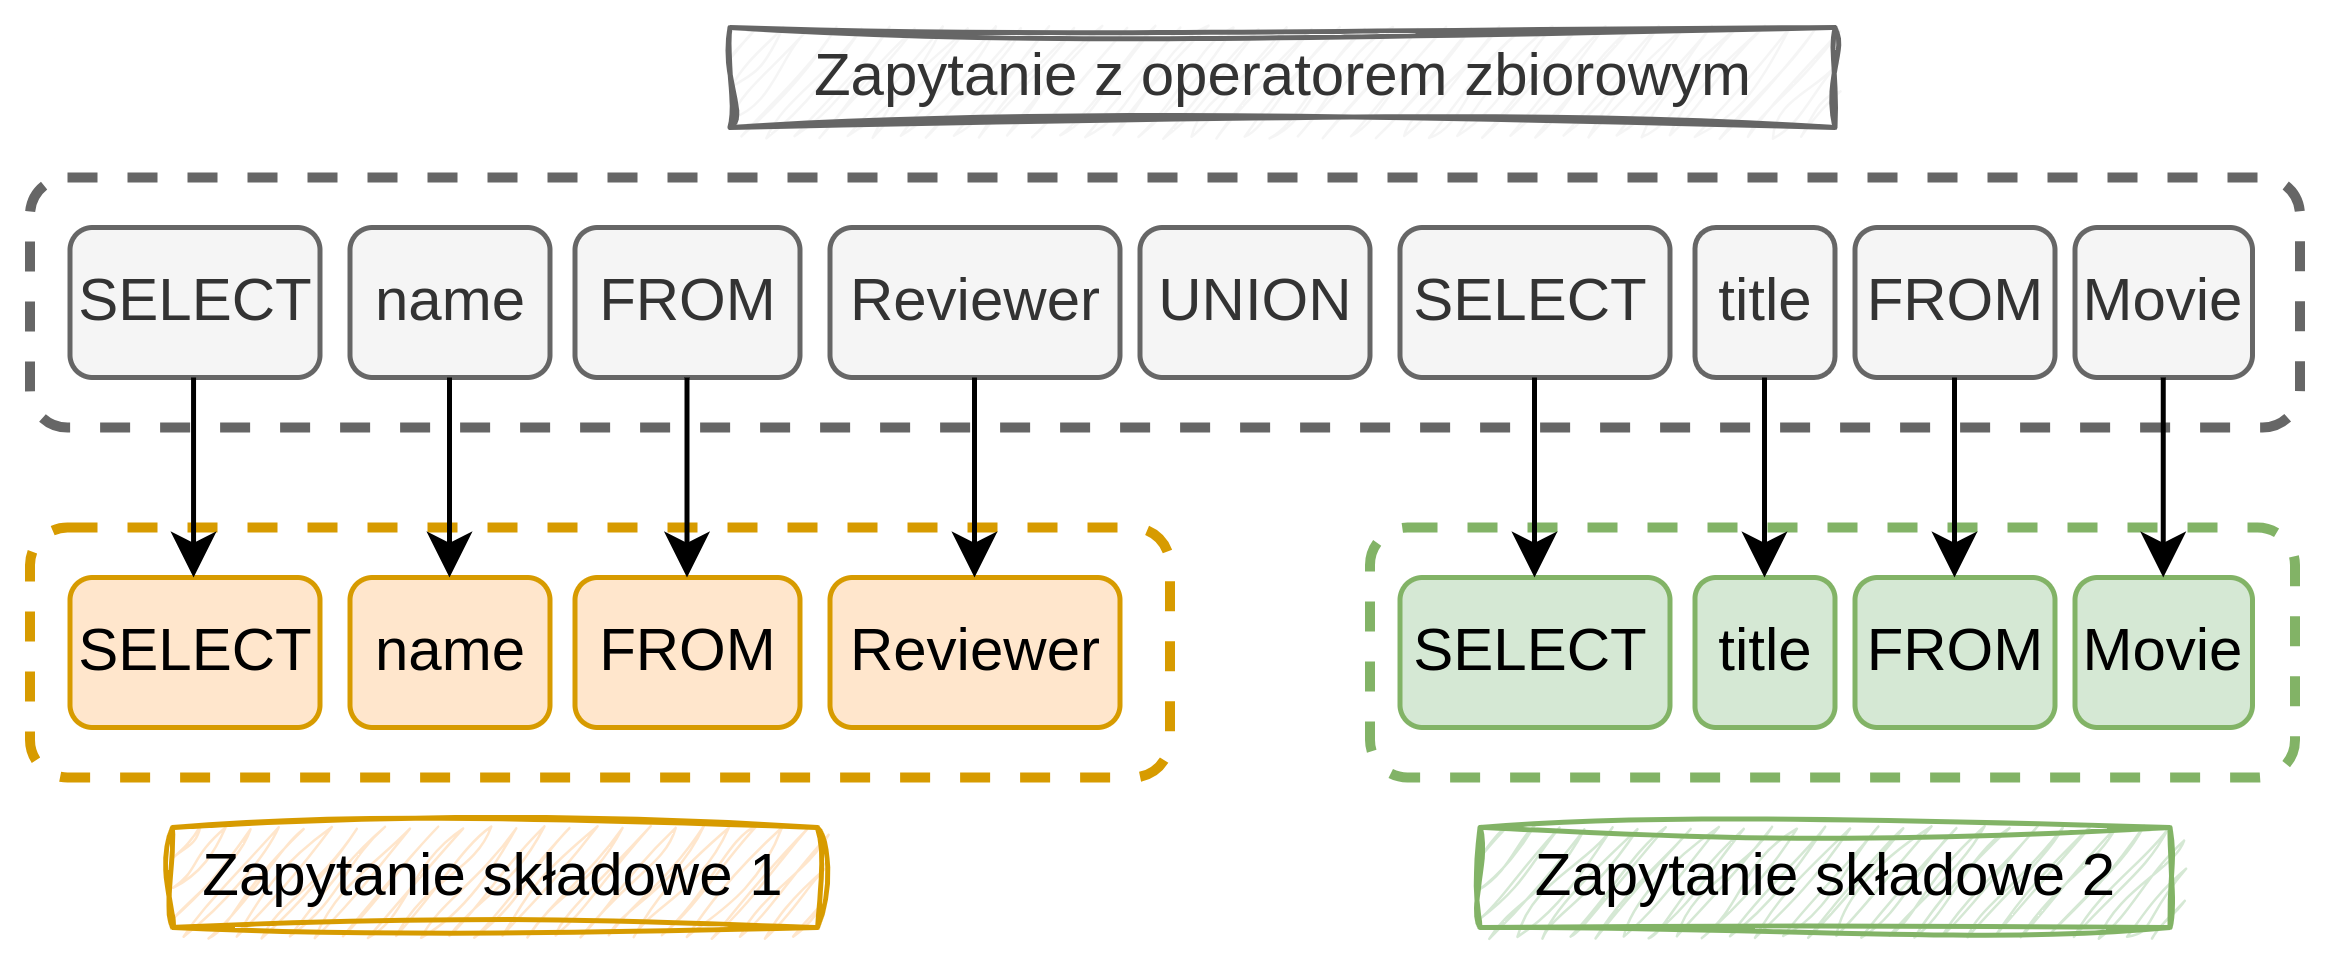 Zapytanie z operatorem zbiorowym
SELECT name FROM Reviewer UNION SELECT title FROM Movie
SELECT name FROM Reviewer SELECT title FROM Movie
Zapytanie składowe 1 Zapytanie składowe 2